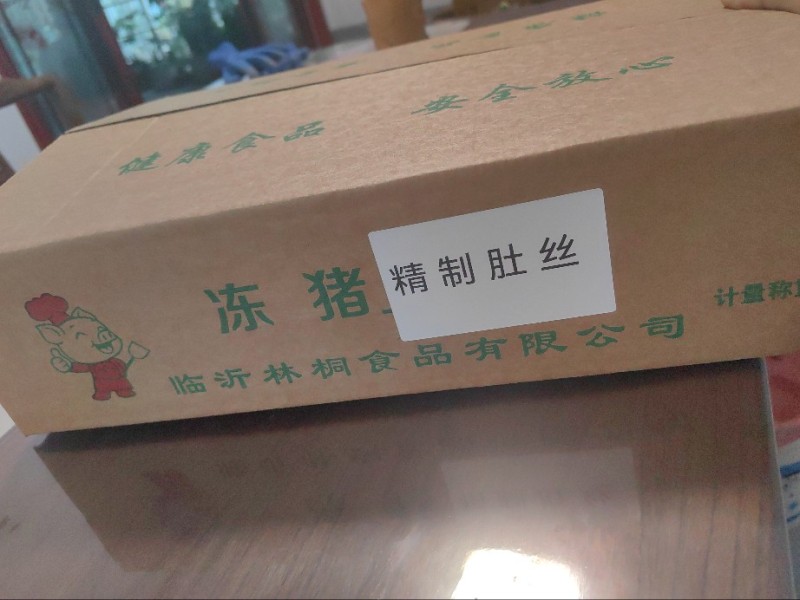 健康食品 安全放心
冻 猪
精制肚丝
计量称重
临沂林桐食品有限公司